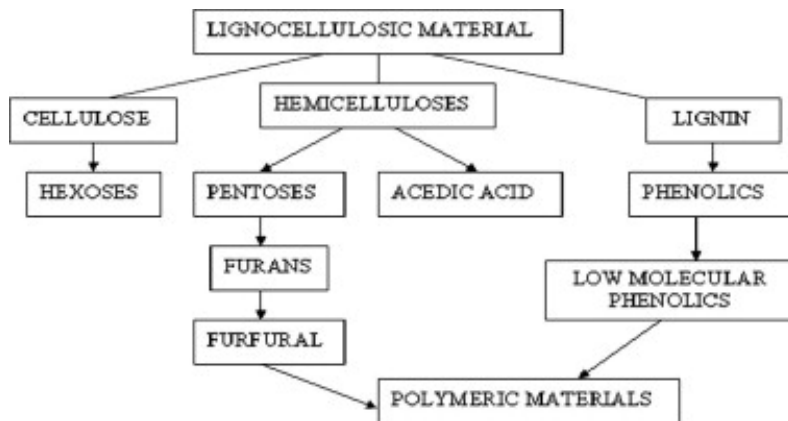 LIGNOCELLULOSIC MATERIAL
CELLULOSE
HEMICELLULOSES
LIGNIN
HEXOSES
PENTOSES
ACEDIC ACID
PHENOLICS
FURANS
LOW MOLECULAR
PHENOLICS
FURFURAL
POLYMERIC MATERIALS